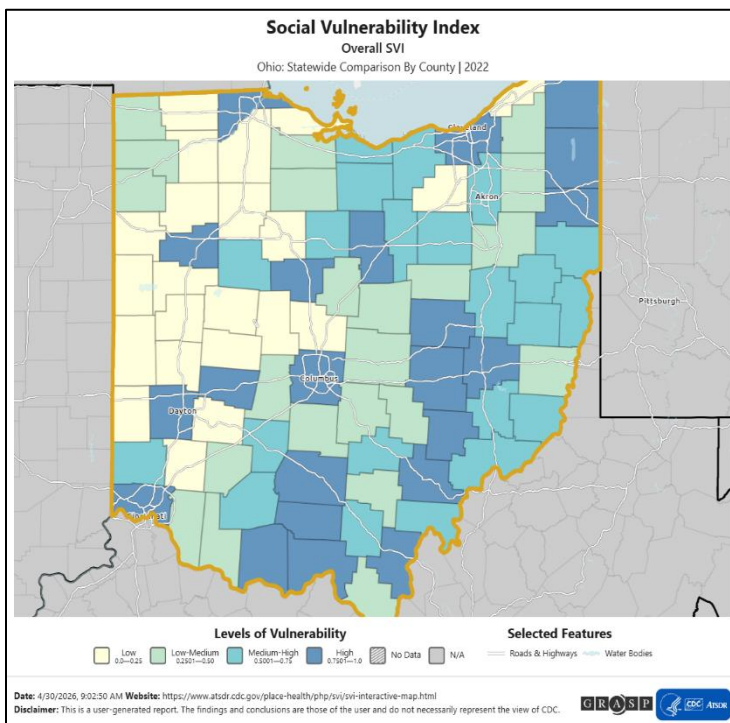 Social Vulnerability Index
Overall SVI
Ohio: Statewide Comparison By County | 2022
Cleveland
Akron
Pittsburgh
Columbus
Dayton
Cincinnati
Levels of Vulnerability
Selected Features
Low
0.0—0.25
Low-Medium
0.2501—0.50
Medium-High
0.5001—0.75
High
0.7501—1.0
No Data
N/A
Roads & Highways
Water Bodies
Date: 4/30/2026, 9:02:50 AM Website: https://www.atsdr.cdc.gov/place-health/php/svi/svi-interactive-map.html
Disclaimer: This is a user-generated report. The findings and conclusions are those of the user and do not necessarily represent the view of CDC.
GRASP
CDC ATSDR